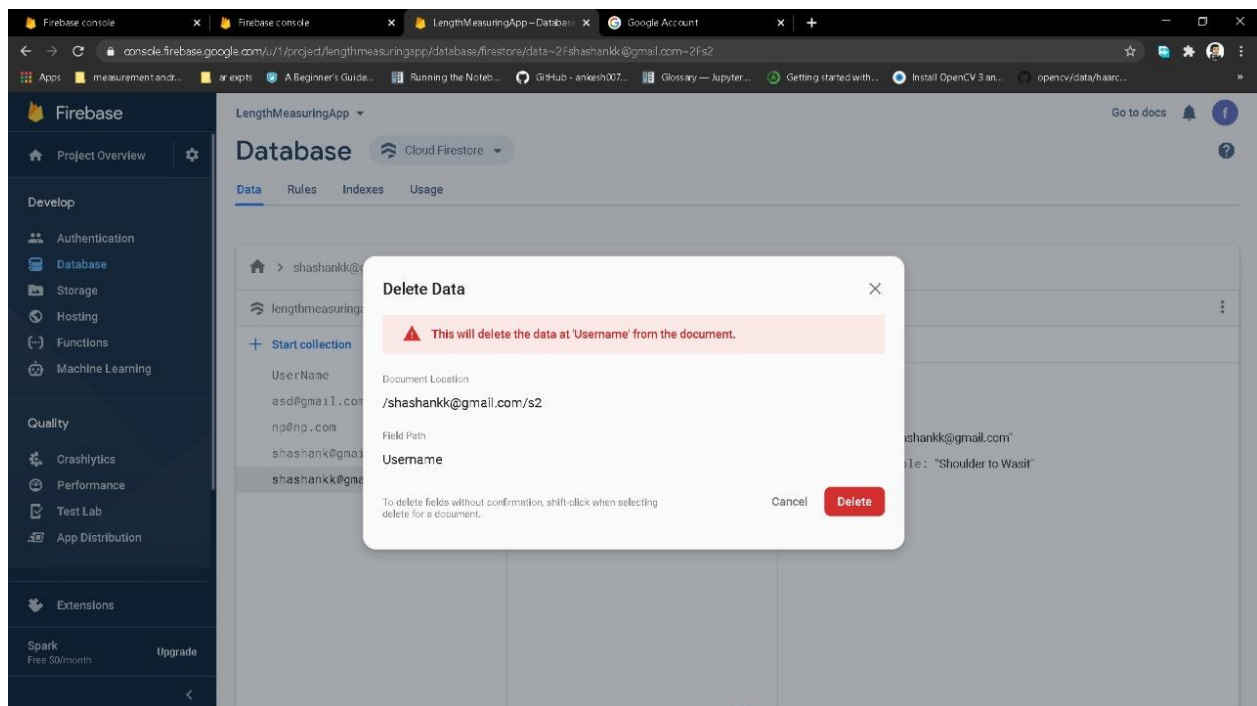 Firebase console
Firebase console
LengthMeasuringApp – Database
Google Account
console.firebase.google.com/u/1/project/lengthmeasuringapp/database/firestore/data~2Fshashankk@gmail.com~2Fs2
Apps
measurementandr...
ar expts
A Beginner's Guide...
Running the Noteb...
GitHub - ankesh007...
Glossary — Jupyter...
Getting started with...
Install OpenCV 3 an...
opencv/data/haarc...
»
Firebase
LengthMeasuringApp
Go to docs
f
Project Overview
Database
Cloud Firestore
Data
Rules
Indexes
Usage
Develop
Authentication
Database
Storage
Hosting
Functions
Machine Learning
Quality
Crashlytics
Performance
Test Lab
App Distribution
Extensions
Spark
Free $0/month
Upgrade
> shashankk@g
lengthmeasuringa
+ Start collection
UserName
asd@gmail.com
np@np.com
shashank@gmai
shashankk@gma
Delete Data
This will delete the data at 'Username' from the document.
Document Location
/shashankk@gmail.com/s2
Field Path
Username
To delete fields without confirmation, shift-click when selecting
delete for a document.
Cancel
Delete
shankk@gmail.com"
le: "Shoulder to Wasit"